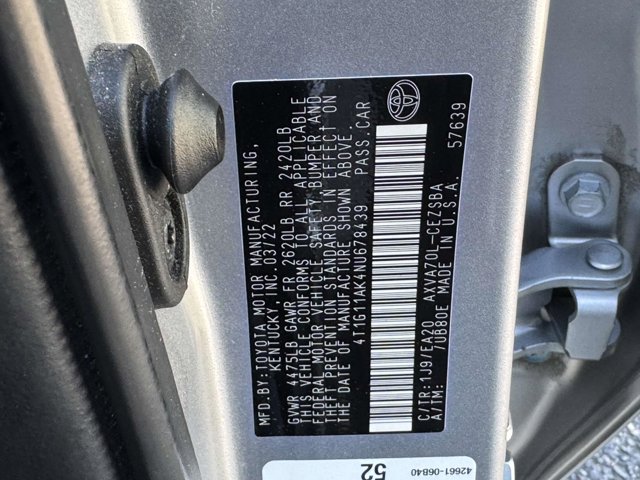 MFD.BY:TOYOTA MOTOR MANUFACTURING,
KENTUCKY, INC.03/22
GVWR 4475LB GAWR FR 2620LB RR 2420LB
THIS VEHICLE CONFORMS TO ALL APPLICABLE
FEDERAL MOTOR VEHICLE SAFETY BUMPER, AND
THEFT PREVENTION STANDARDS IN EFFECT ON
THE DATE OF MANUFACTURE SHOWN ABOVE.
4T1G11AK4NU678439 PASS.CAR
C/TR:1J9/EA20 AXVA70L-CEZSBA
A/TM: /UB80E MADE IN U.S.A. 57639
42661-06B40
52